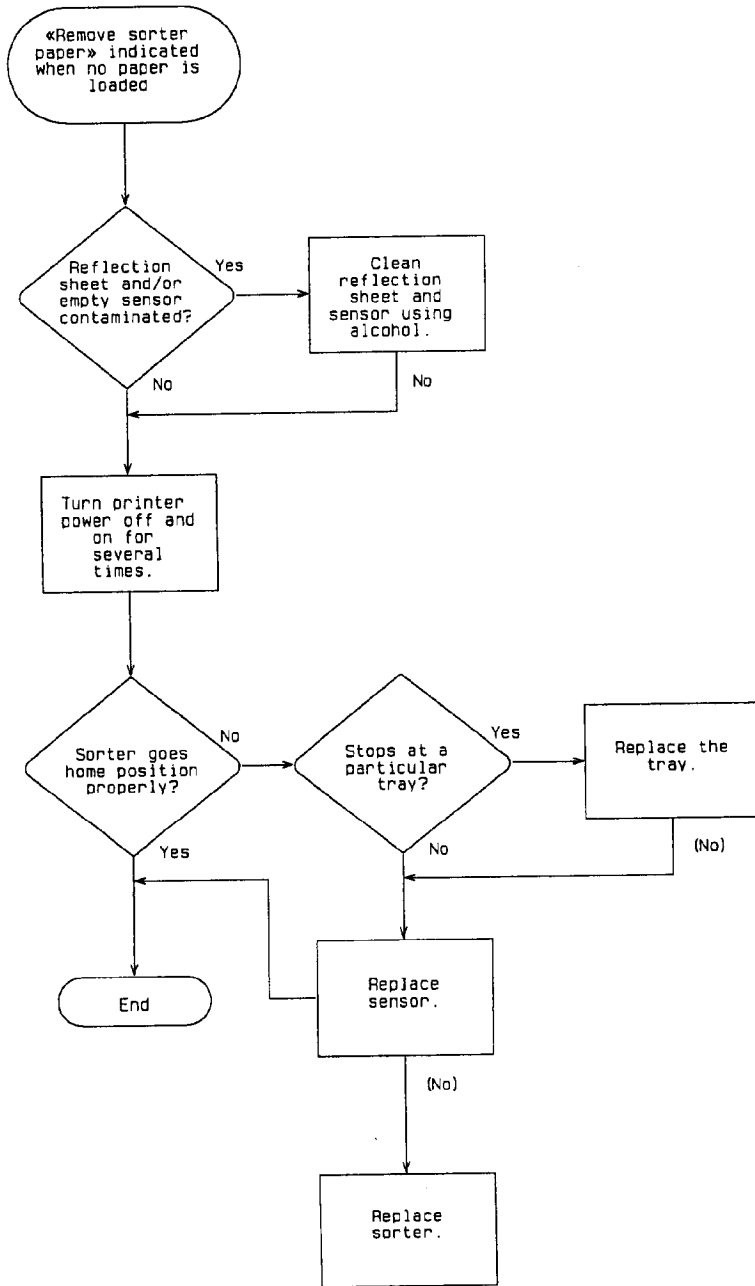 «Remove sorter
paper» indicated
when no paper is
loaded
Reflection
sheet and/or
empty sensor
contaminated?
Yes
Clean
reflection
sheet and
sensor using
alcohol.
No
No
Turn printer
power off and
on for
several
times.
Sorter goes
home position
properly?
No
Stops at a
particular
tray?
Yes
Replace the
tray.
Yes
No
(No)
End
Replace
sensor.
(No)
Replace
sorter.